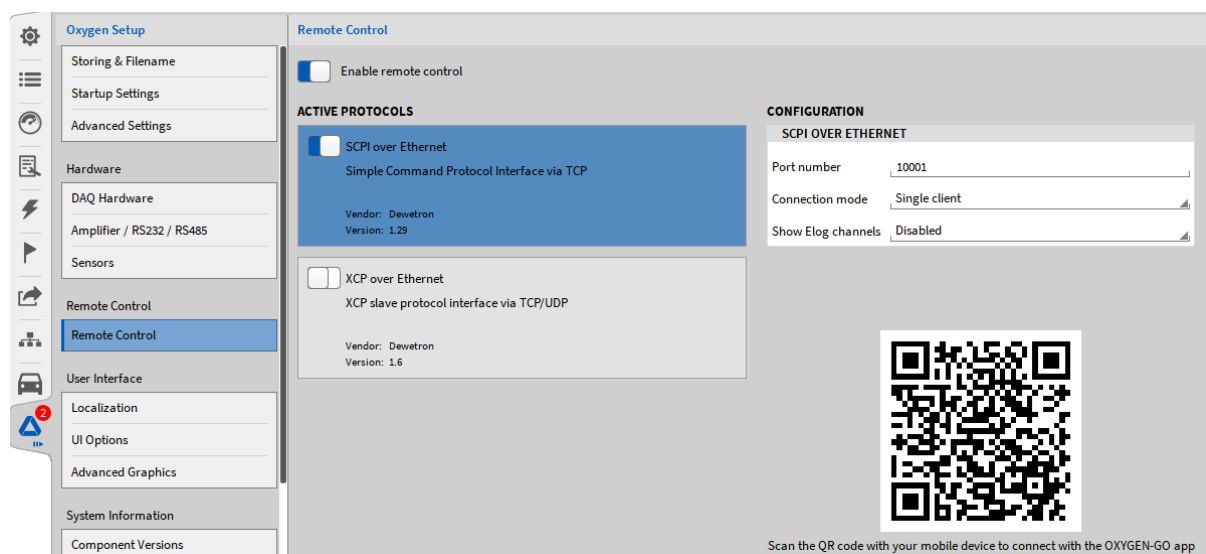 Oxygen Setup
Storing & Filename
Startup Settings
Advanced Settings
Hardware
DAQ Hardware
Amplifier / RS232 / RS485
Sensors
Remote Control
Remote Control
User Interface
Localization
UI Options
Advanced Graphics
System Information
Component Versions
2
Remote Control
Enable remote control
ACTIVE PROTOCOLS
SCPI over Ethernet
Simple Command Protocol Interface via TCP
Vendor: Dewetron
Version: 1.29
XCP over Ethernet
XCP slave protocol interface via TCP/UDP
Vendor: Dewetron
Version: 1.6
CONFIGURATION
SCPI OVER ETHERNET
Port number 10001
Connection mode Single client
Show Elog channels Disabled
Scan the QR code with your mobile device to connect with the OXYGEN-GO app